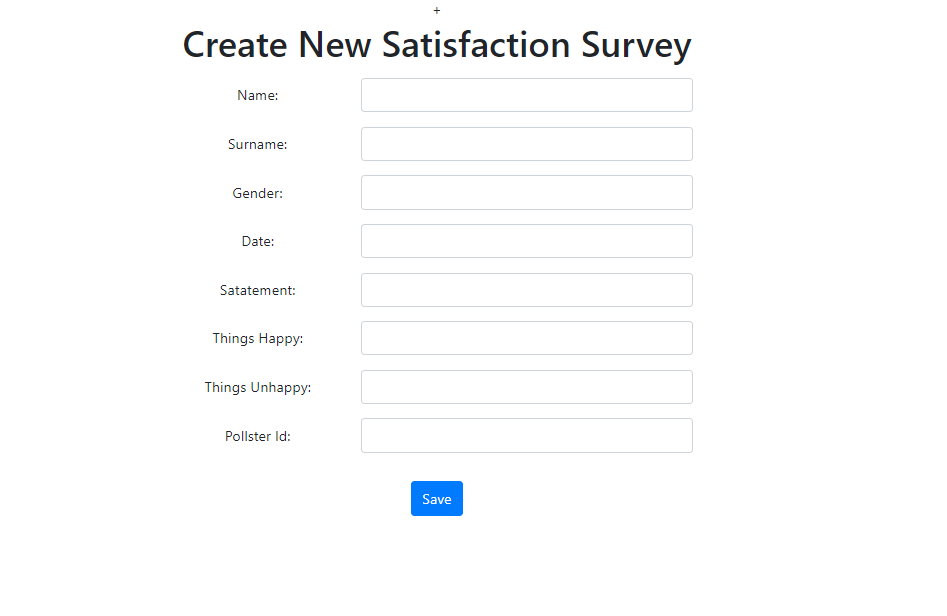 +
Create New Satisfaction Survey
Name:
Surname:
Gender:
Date:
Satatement:
Things Happy:
Things Unhappy:
Pollster Id:
Save